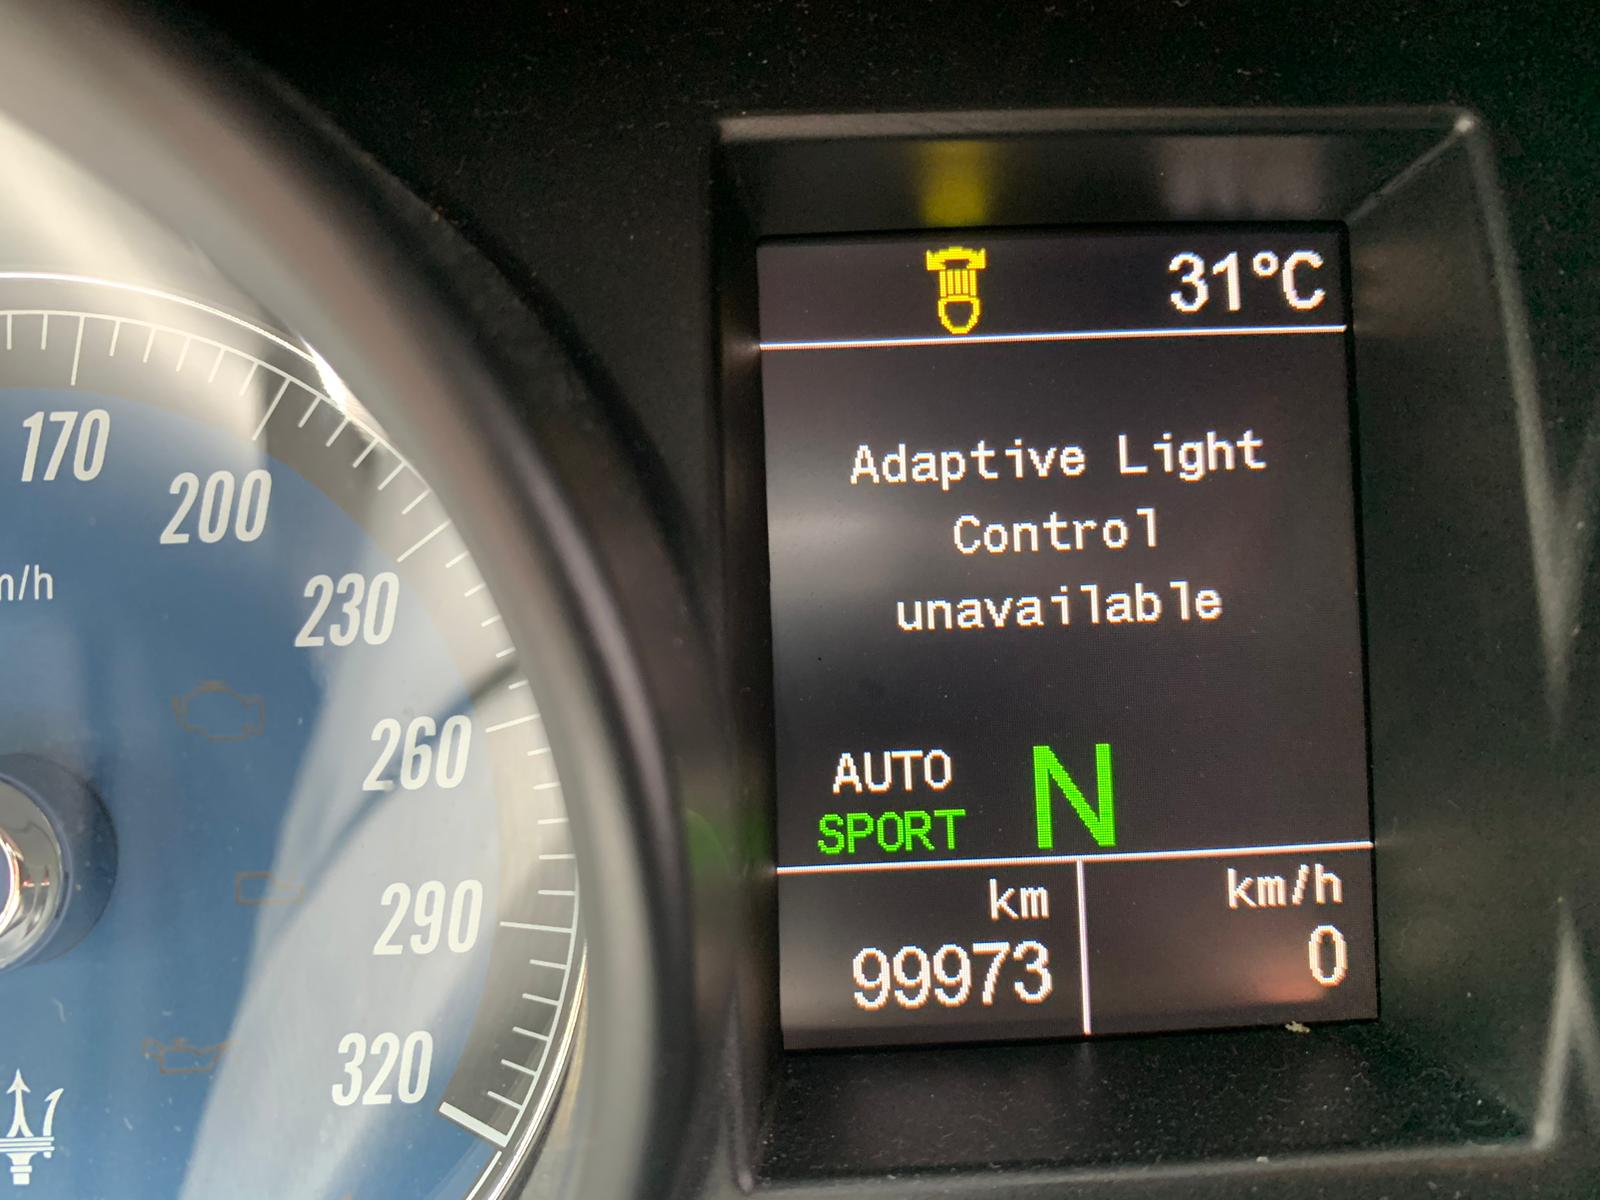 170
200
230
260
290
320
31°C
Adaptive Light
Control
unavailable
AUTO
SPORT
N
km
99973
km/h
0